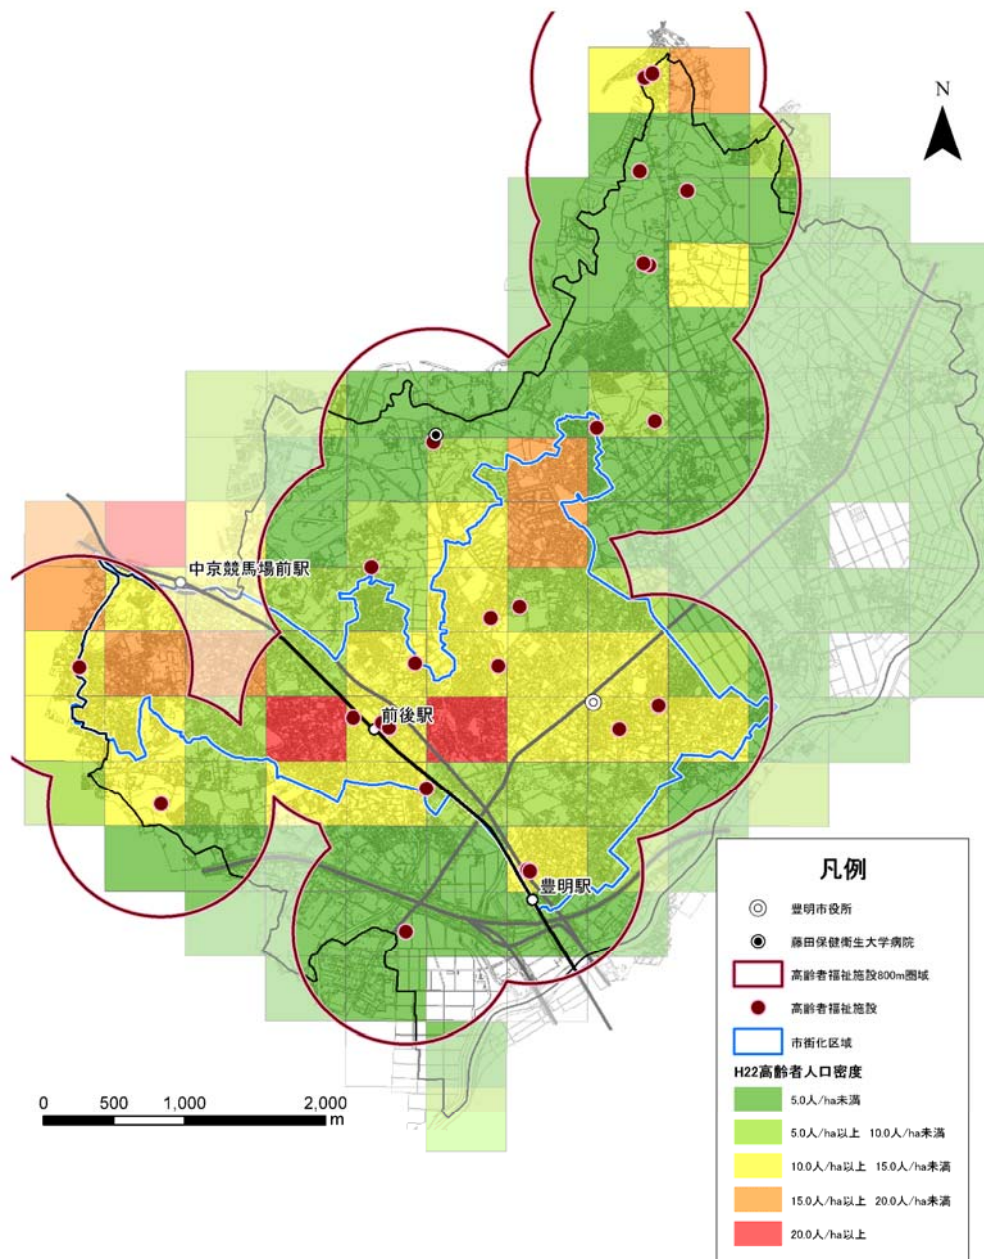 N
中京競馬場前駅
前後駅
豊明駅
0 500 1,000 2,000
m
凡例
豊明市役所
藤田保健衛生大学病院
高齢者福祉施設800m圏域
高齢者福祉施設
市街化区域
H22高齢者人口密度
5.0人/ha未満
5.0人/ha以上 10.0人/ha未満
10.0人/ha以上 15.0人/ha未満
15.0人/ha以上 20.0人/ha未満
20.0人/ha以上